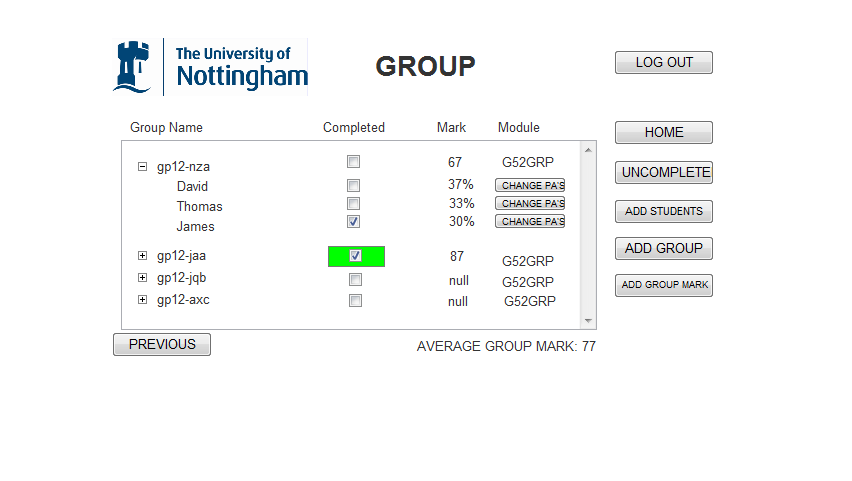 The University of
Nottingham
GROUP
LOG OUT
Group Name Completed Mark Module
HOME
gp12-nza 67 G52GRP
UNCOMPLETE
David 37% CHANGE PA'S
Thomas 33% CHANGE PA'S
ADD STUDENTS
James 30% CHANGE PA'S
ADD GROUP
gp12-jaa 87 G52GRP
gp12-jqb null G52GRP
ADD GROUP MARK
gp12-axc null G52GRP
PREVIOUS
AVERAGE GROUP MARK: 77